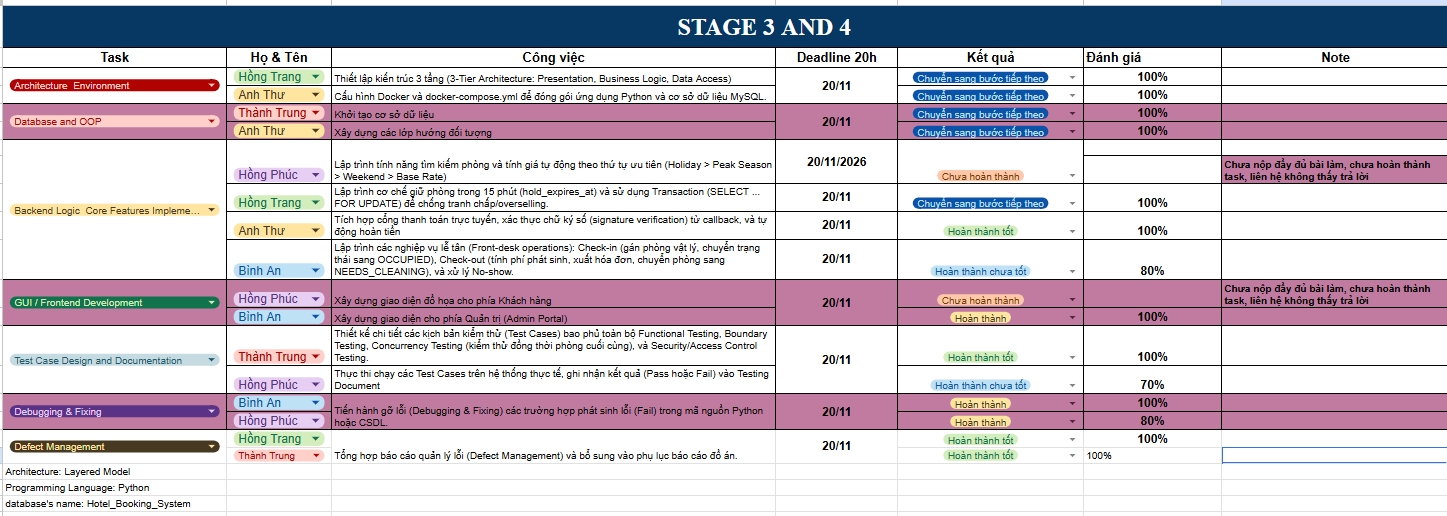 STAGE 3 AND 4
Task Họ & Tên Công việc Deadline 20h Kết quả Đánh giá Note
Architecture Environment
Hồng Trang Thiết lập kiến trúc 3 tầng (3-Tier Architecture: Presentation, Business Logic, Data Access) 20/11 Chuyển sang bước tiếp theo 100%
Anh Thư Cấu hình Docker và docker-compose.yml để đóng gói ứng dụng Python và cơ sở dữ liệu MySQL. Chuyển sang bước tiếp theo 100%
Database and OOP
Thành Trung Khởi tạo cơ sở dữ liệu 20/11 Chuyển sang bước tiếp theo 100%
Anh Thư Xây dựng các lớp hướng đối tượng Chuyển sang bước tiếp theo 100%
Backend Logic Core Features Impleme...
Hồng Phúc
Lập trình tính năng tìm kiếm phòng và tính giá tự động theo thứ tự ưu tiên (Holiday > Peak Season
> Weekend > Base Rate)
20/11/2026
Chưa hoàn thành
Chưa nộp đầy đủ bài làm, chưa hoàn thành
task, liên hệ không thấy trả lời
Hồng Trang
Lập trình cơ chế giữ phòng trong 15 phút (hold_expires_at) và sử dụng Transaction (SELECT ...
FOR UPDATE) để chống tranh chấp/overselling.
20/11
Chuyển sang bước tiếp theo
100%
Anh Thư
Tích hợp cổng thanh toán trực tuyến, xác thực chữ ký số (signature verification) từ callback, và tự
động hoàn tiền
20/11
Hoàn thành tốt
100%
Bình An
Lập trình các nghiệp vụ lễ tân (Front-desk operations): Check-in (gán phòng vật lý, chuyển trạng
thái sang OCCUPIED), Check-out (tính phí phát sinh, xuất hóa đơn, chuyển phòng sang
NEEDS_CLEANING), và xử lý No-show.
20/11
Hoàn thành chưa tốt
80%
GUI / Frontend Development
Hồng Phúc Xây dựng giao diện đồ họa cho phía Khách hàng 20/11 Chưa hoàn thành
Chưa nộp đầy đủ bài làm, chưa hoàn thành
task, liên hệ không thấy trả lời
Bình An Xây dựng giao diện cho phía Quản trị (Admin Portal) Hoàn thành 100%
Test Case Design and Documentation
Thành Trung
Thiết kế chi tiết các kịch bản kiểm thử (Test Cases) bao phủ toàn bộ Functional Testing, Boundary
Testing, Concurrency Testing (kiểm thử đồng thời phòng cuối cùng), và Security/Access Control
Testing.
20/11
Hoàn thành tốt
100%
Hồng Phúc
Thực thi chạy các Test Cases trên hệ thống thực tế, ghi nhận kết quả (Pass hoặc Fail) vào Testing
Document
Hoàn thành chưa tốt
70%
Debugging & Fixing
Bình An
Hồng Phúc
Tiến hành gỡ lỗi (Debugging & Fixing) các trường hợp phát sinh lỗi (Fail) trong mã nguồn Python
hoặc CSDL.
20/11
Hoàn thành 100%
Hoàn thành 80%
Defect Management
Hồng Trang 20/11 Hoàn thành tốt 100%
Thành Trung Tổng hợp báo cáo quản lý lỗi (Defect Management) và bổ sung vào phụ lục báo cáo đồ án. Hoàn thành tốt 100%
Architecture: Layered Model
Programming Language: Python
database's name: Hotel_Booking_System